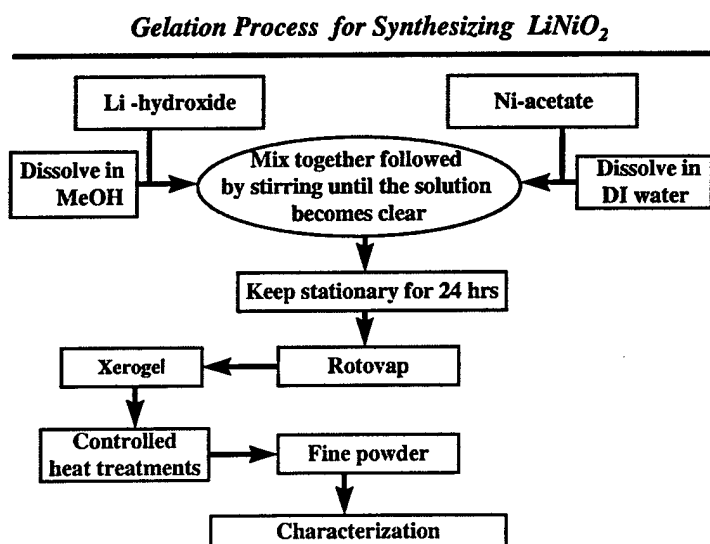 Gelation Process for Synthesizing LiNiO2
Li -hydroxide
Ni-acetate
Dissolve in
MeOH
Mix together followed
by stirring until the solution
becomes clear
Dissolve in
DI water
Keep stationary for 24 hrs
Rotovap
Xerogel
Controlled
heat treatments
Fine powder
Characterization